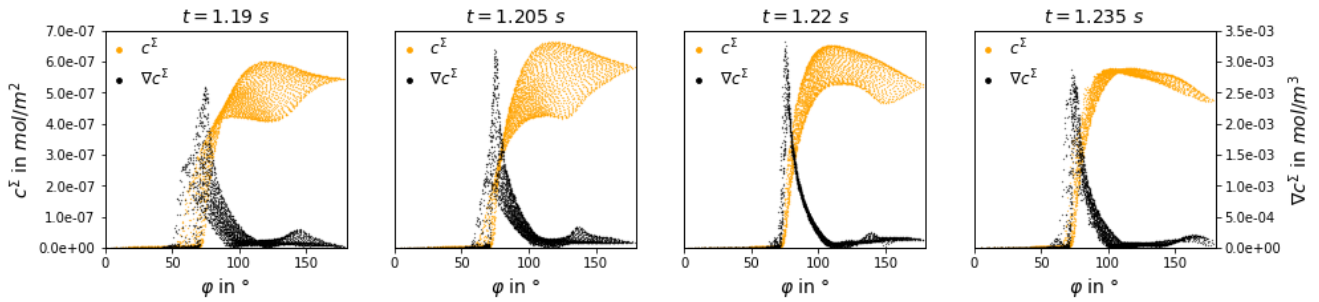 t = 1.19 s
t = 1.205 s
t = 1.22 s
t = 1.235 s
7.0e-07
6.0e-07
5.0e-07
4.0e-07
3.0e-07
2.0e-07
1.0e-07
0.0e+00
c^Σ in mol/m²
c^Σ
∇c^Σ
c^Σ
∇c^Σ
c^Σ
∇c^Σ
c^Σ
∇c^Σ
3.5e-03
3.0e-03
2.5e-03
2.0e-03
1.5e-03
1.0e-03
5.0e-04
0.0e+00
∇c^Σ in mol/m³
0 50 100 150
0 50 100 150
0 50 100 150
0 50 100 150
φ in °
φ in °
φ in °
φ in °